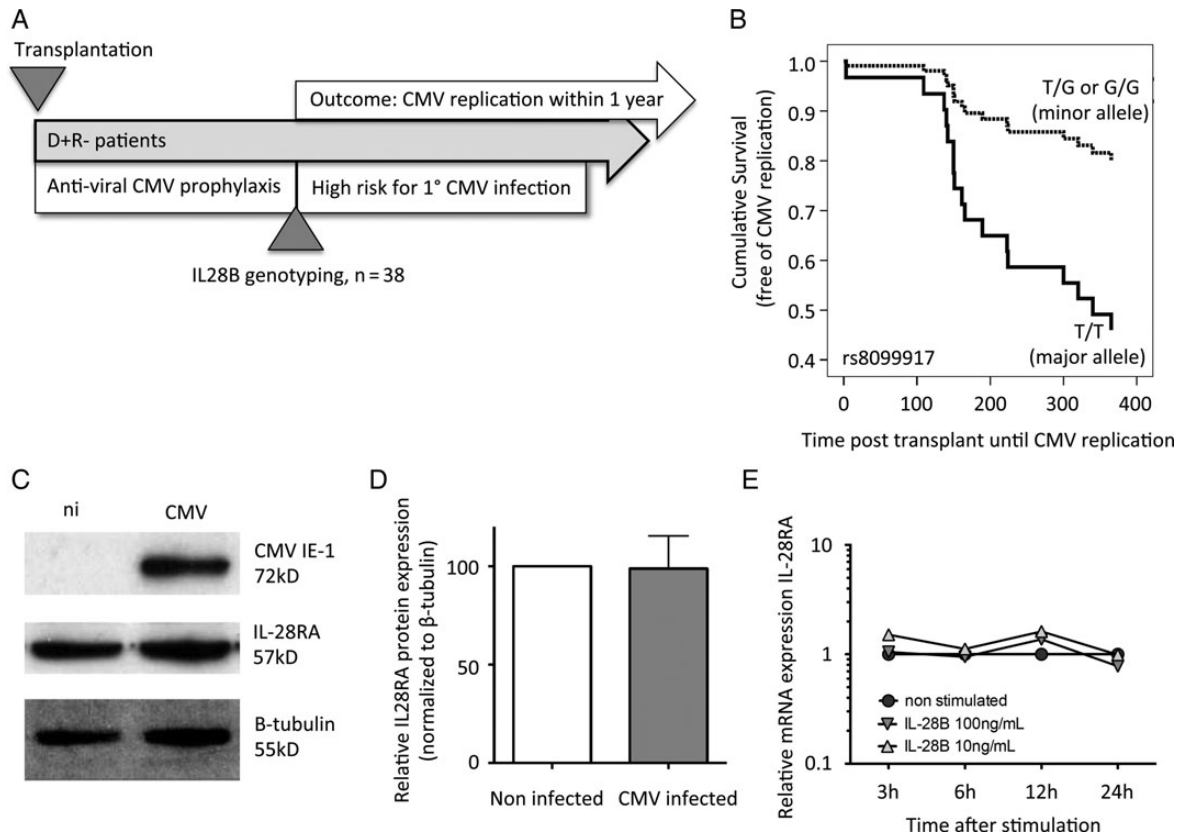 A
Transplantation
Outcome: CMV replication within 1 year
D+R- patients
Anti-viral CMV prophylaxis
High risk for 1° CMV infection
IL28B genotyping, n = 38
B
Cumulative Survival
(free of CMV replication)
1.0
0.9
0.8
0.7
0.6
0.5
0.4
T/G or G/G
(minor allele)
T/T
(major allele)
rs8099917
0
100
200
300
400
Time post transplant until CMV replication
C
ni
CMV
CMV IE-1
72kD
IL-28RA
57kD
B-tubulin
55kD
D
Relative IL28RA protein expression
(normalized to β-tubulin)
100
50
0
Non infected
CMV infected
E
Relative mRNA expression IL-28RA
10
1
0.1
non stimulated
IL-28B 100ng/mL
IL-28B 10ng/mL
3h
6h
12h
24h
Time after stimulation